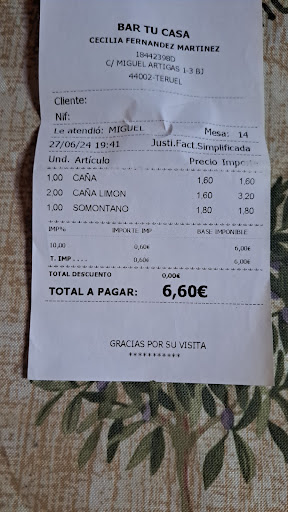 BAR TU CASA
CECILIA FERNANDEZ MARTINEZ
18442398D
C/ MIGUEL ARTIGAS 1-3 BJ
44002-TERUEL
Cliente:
Nif:
Le atendió: MIGUEL Mesa: 14
27/06/24 19:41 Justi.Fact.Simplificada
Und. Artículo Precio Importe
1,00 CAÑA 1,60 1,60
2,00 CAÑA LIMON 1,60 3,20
1,00 SOMONTANO 1,80 1,80
IMP% IMPORTE IMP BASE IMPONIBLE
10,00 0,60€ 6,00€
T. IMP . . . . 0,60€ 6,00€
TOTAL DESCUENTO 0,00€
TOTAL A PAGAR: 6,60€
GRACIAS POR SU VISITA
***********